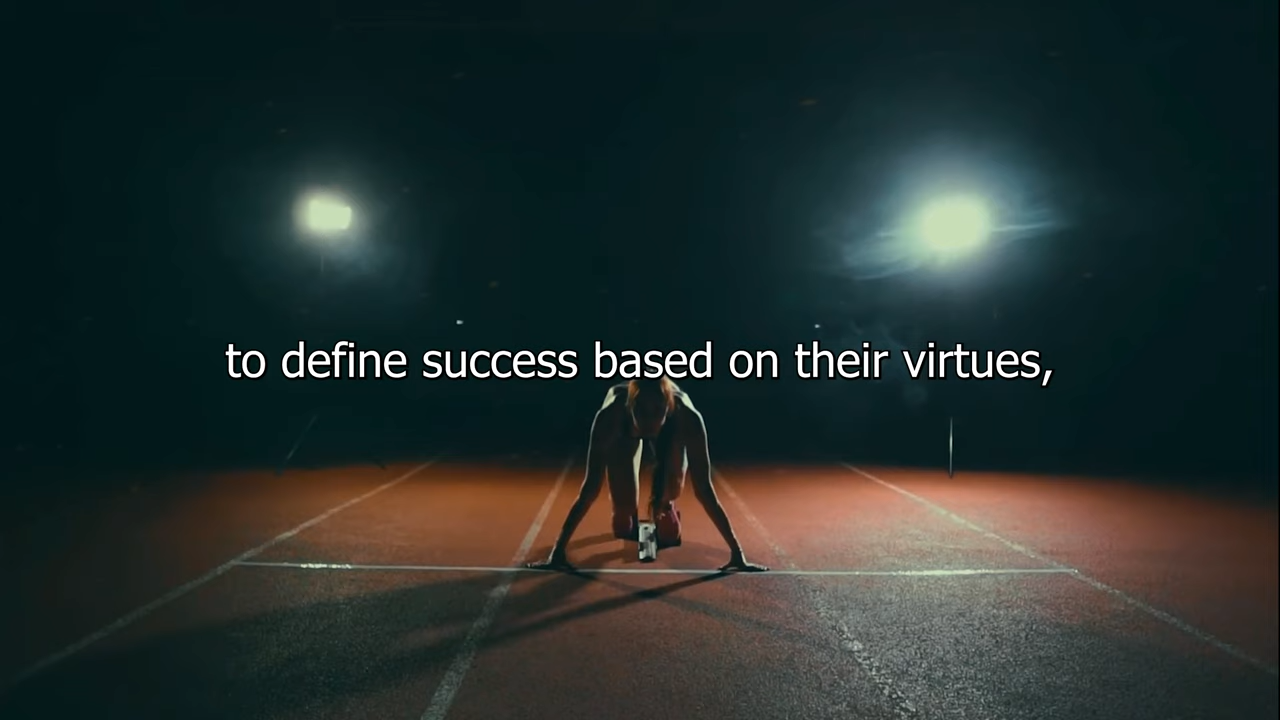 to define success based on their virtues,